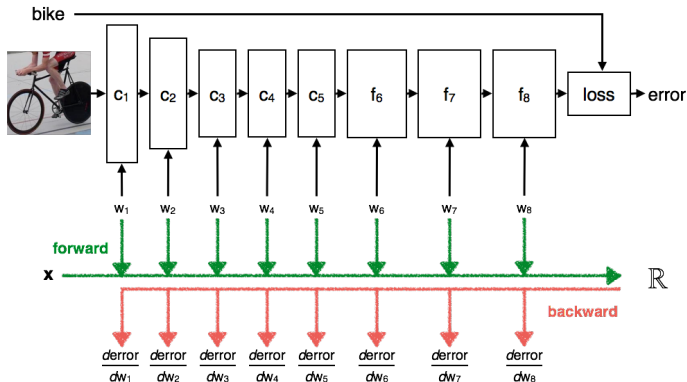 bike
c1 c2 c3 c4 c5 f6 f7 f8 loss error
w1 w2 w3 w4 w5 w6 w7 w8
forward
x ℝ
backward
derror derror derror derror derror derror derror derror
dw1 dw2 dw3 dw4 dw5 dw6 dw7 dw8